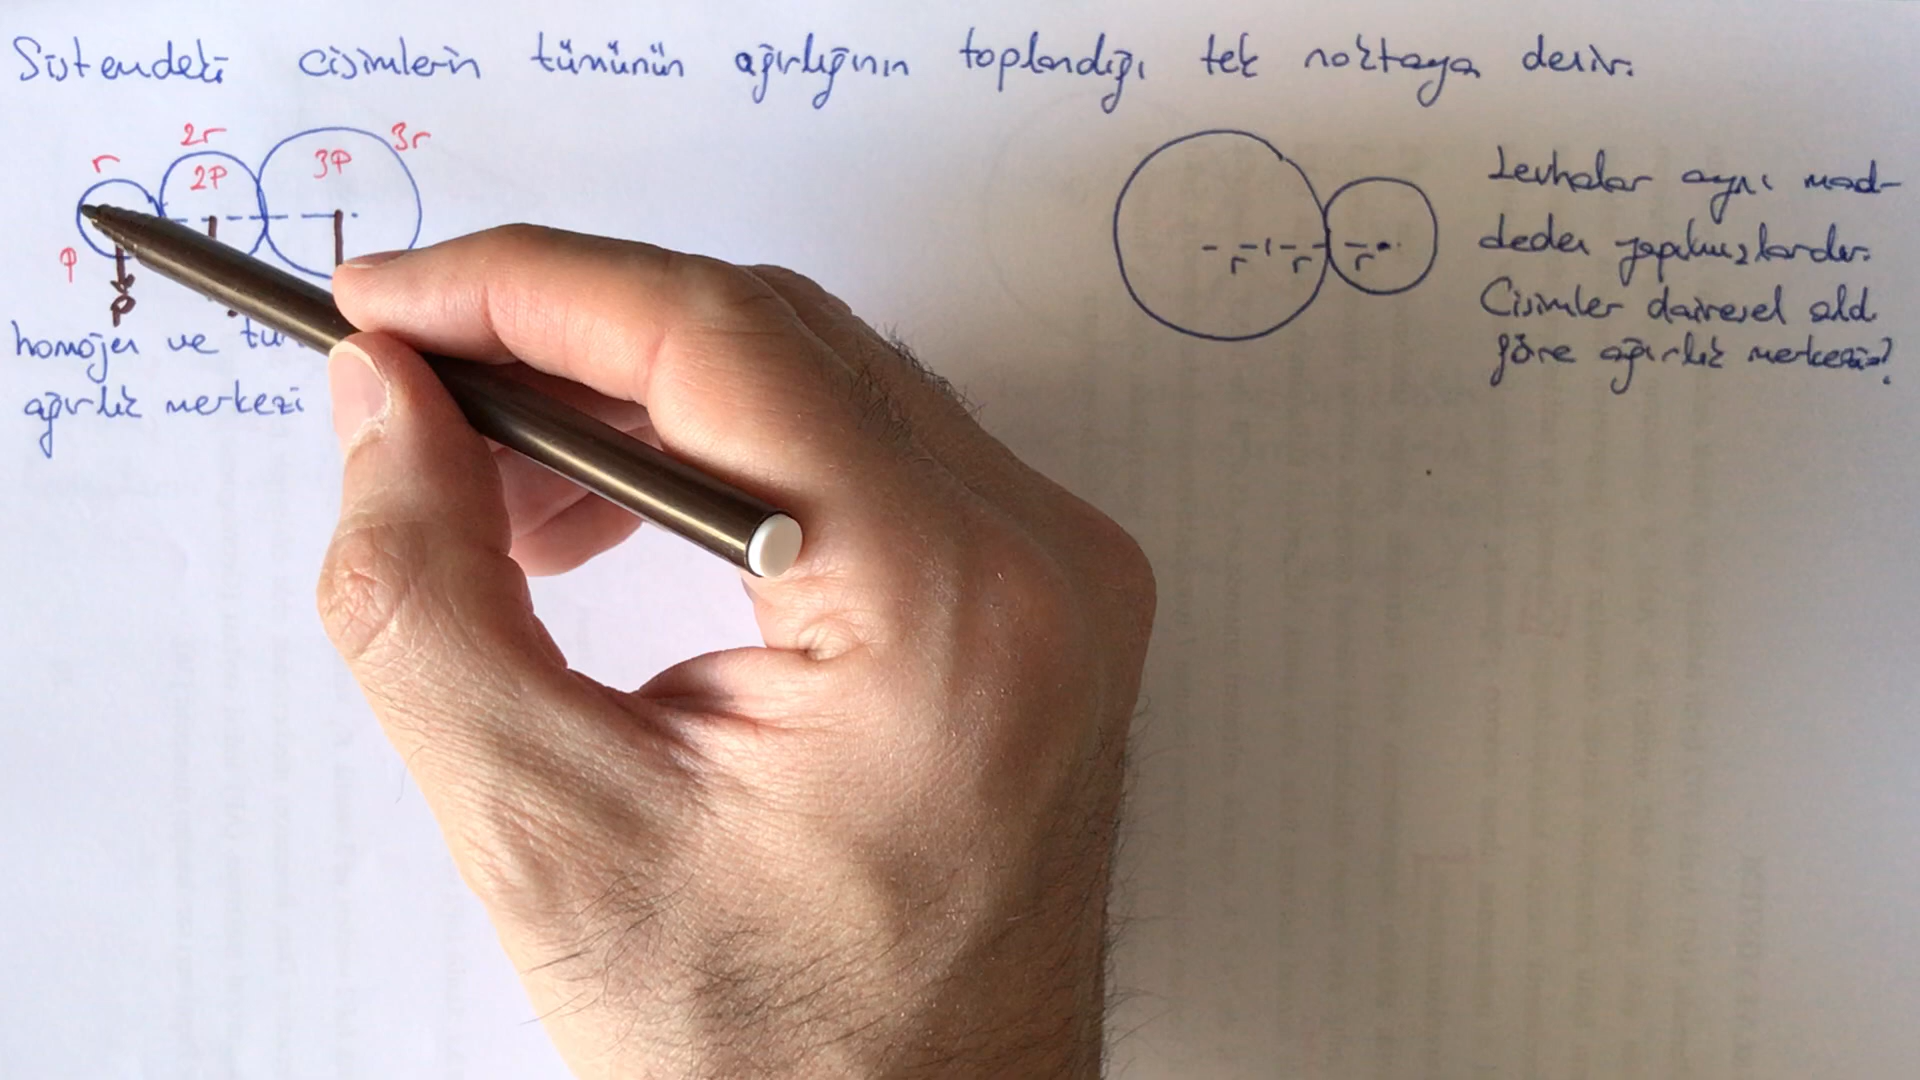 Sistemdeki cisimlerin tümünün ağırlığının toplandığı tek noktaya denir.
r 2r 3r
2P 3P
P
P
homojen ve tür
ağırlık merkezi
r r r
Levhalar aynı mad-
deden yapılmışlardır.
Cisimler dairesel old.
göre ağırlık merkezi=?